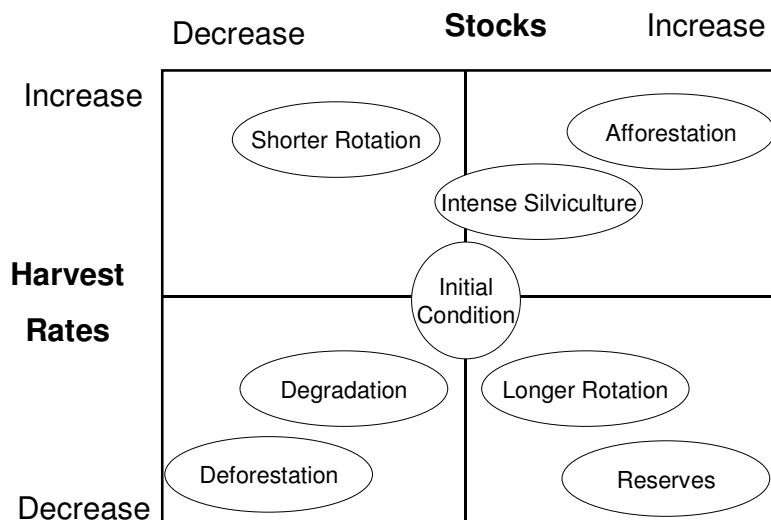 Decrease Stocks Increase
Increase
Shorter Rotation
Afforestation
Intense Silviculture
Harvest
Rates
Initial
Condition
Degradation
Longer Rotation
Deforestation
Reserves
Decrease